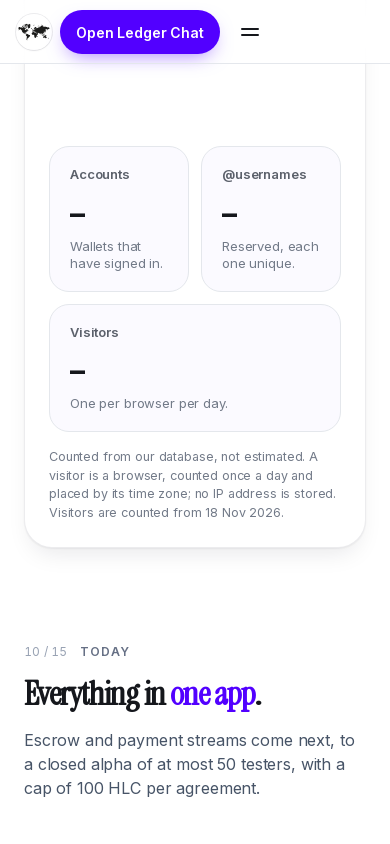 Open Ledger Chat
Accounts
–
Wallets that
have signed in.
@usernames
–
Reserved, each
one unique.
Visitors
–
One per browser per day.
Counted from our database, not estimated. A
visitor is a browser, counted once a day and
placed by its time zone; no IP address is stored.
Visitors are counted from 18 Nov 2026.
10 / 15 TODAY
Everything in one app.
Escrow and payment streams come next, to
a closed alpha of at most 50 testers, with a
cap of 100 HLC per agreement.